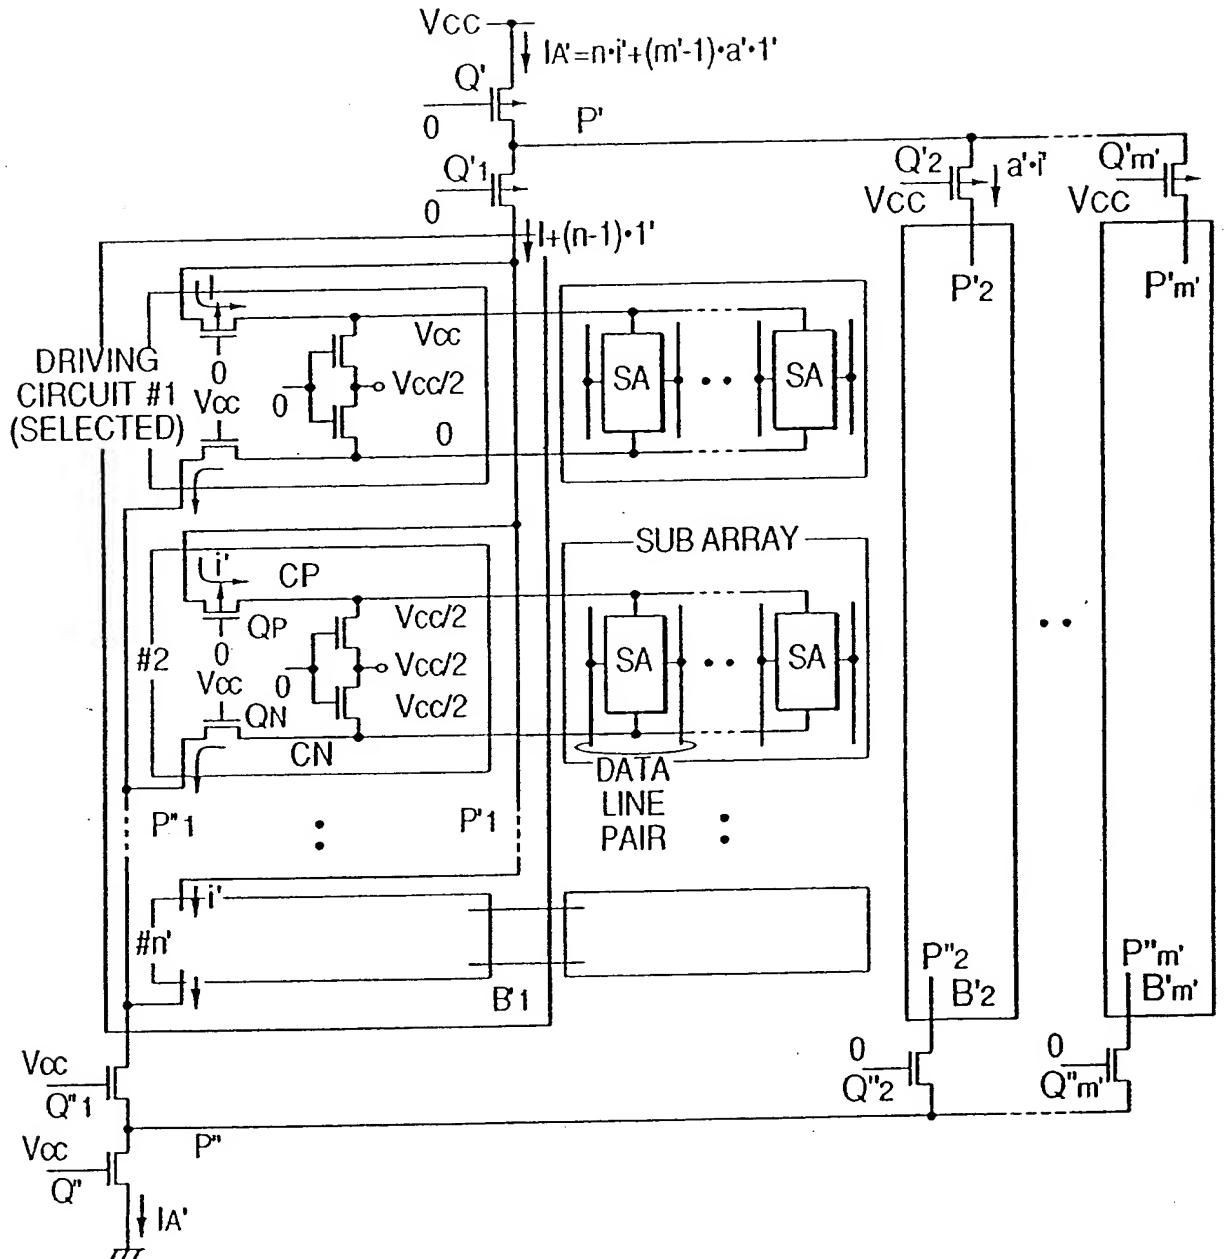 VCC
IA'=n•i'+(m'-1)•a'•1'
Q'
0
P'
Q'1
0
Q'2
VCC
a'•i'
Q'm'
VCC
I+(n-1)•1'
P'2
P'm'
DRIVING
CIRCUIT #1
(SELECTED)
I
0
VCC
0
VCC
VCC/2
0
SA
SA
SUB ARRAY
i'
CP
QP
0
#2
VCC
QN
CN
0
VCC/2
VCC/2
VCC/2
SA
SA
DATA
LINE
PAIR
P"1
P'1
i'
#n'
B'1
P"2
B'2
P"m'
B'm'
VCC
Q"1
0
Q"2
0
Q"m'
P"
VCC
Q"
IA'